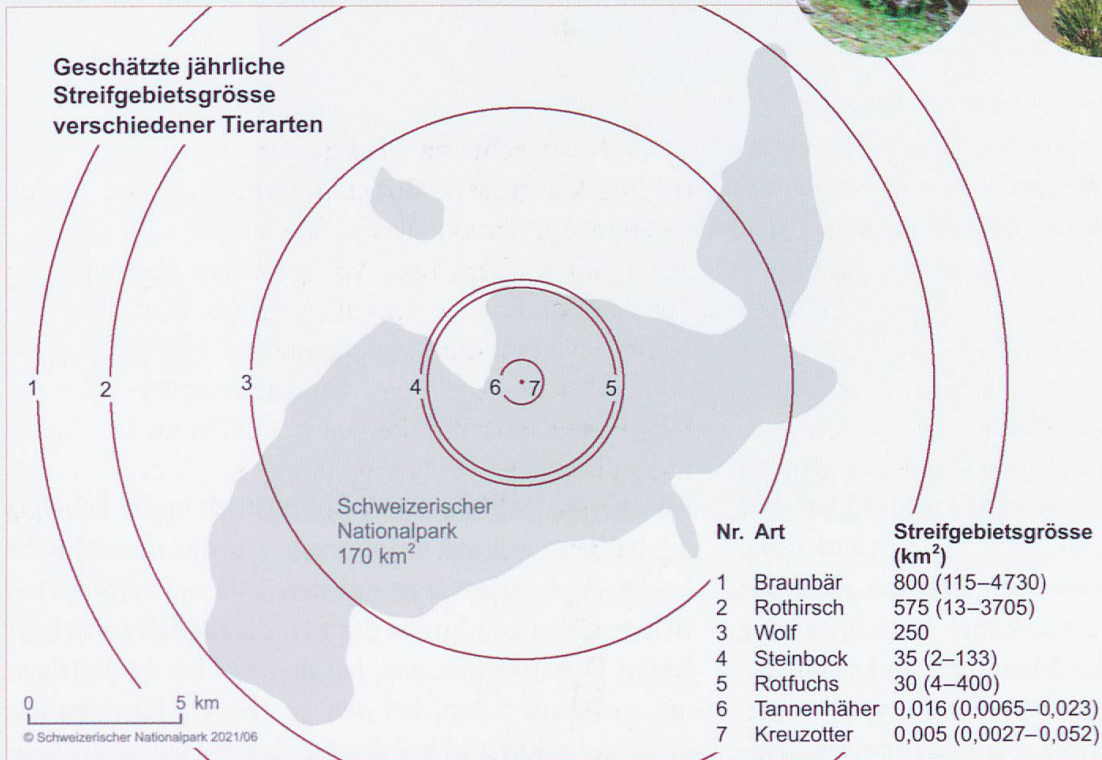 Geschätzte jährliche
Streifgebietsgrösse
verschiedener Tierarten
1
2
3
4
6
7
5
Schweizerischer
Nationalpark
170 km²
Nr. Art Streifgebietsgrösse
(km²)
1 Braunbär 800 (115–4730)
2 Rothirsch 575 (13–3705)
3 Wolf 250
4 Steinbock 35 (2–133)
5 Rotfuchs 30 (4–400)
6 Tannenhäher 0,016 (0,0065–0,023)
7 Kreuzotter 0,005 (0,0027–0,052)
0 5 km
© Schweizerischer Nationalpark 2021/06